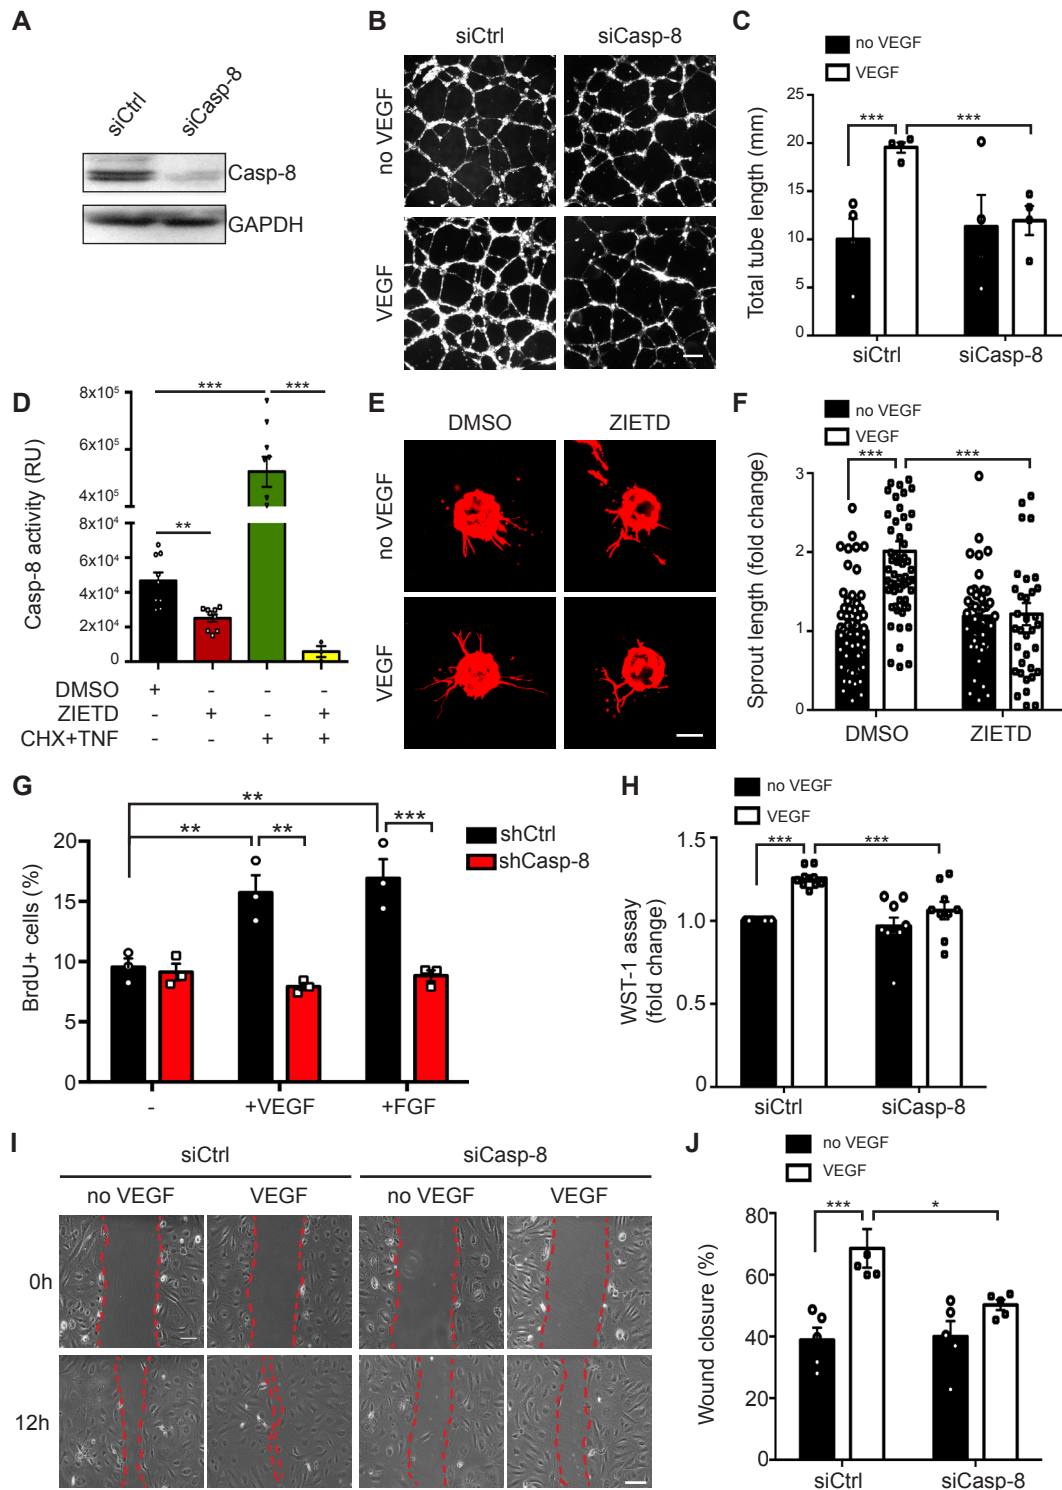 A
siCtrl
siCasp-8
Casp-8
GAPDH
B
siCtrl
siCasp-8
no VEGF
VEGF
C
no VEGF
VEGF
Total tube length (mm)
25
20
15
10
5
0
***
***
siCtrl
siCasp-8
D
Casp-8 activity (RU)
8x10⁵
6x10⁵
4x10⁵
8x10⁴
6x10⁴
4x10⁴
2x10⁴
0
***
***
**
DMSO + - - -
ZIETD - + - +
CHX+TNF - - + +
E
DMSO
ZIETD
no VEGF
VEGF
F
no VEGF
VEGF
Sprout length (fold change)
3
2
1
0
***
***
DMSO
ZIETD
G
BrdU+ cells (%)
20
15
10
5
0
**
**
**
***
shCtrl
shCasp-8
-
+VEGF
+FGF
H
no VEGF
VEGF
WST-1 assay
(fold change)
1.5
1.0
0.5
0
***
***
siCtrl
siCasp-8
I
siCtrl
siCasp-8
no VEGF
VEGF
no VEGF
VEGF
0h
12h
J
no VEGF
VEGF
Wound closure (%)
80
60
40
20
0
***
*
siCtrl
siCasp-8